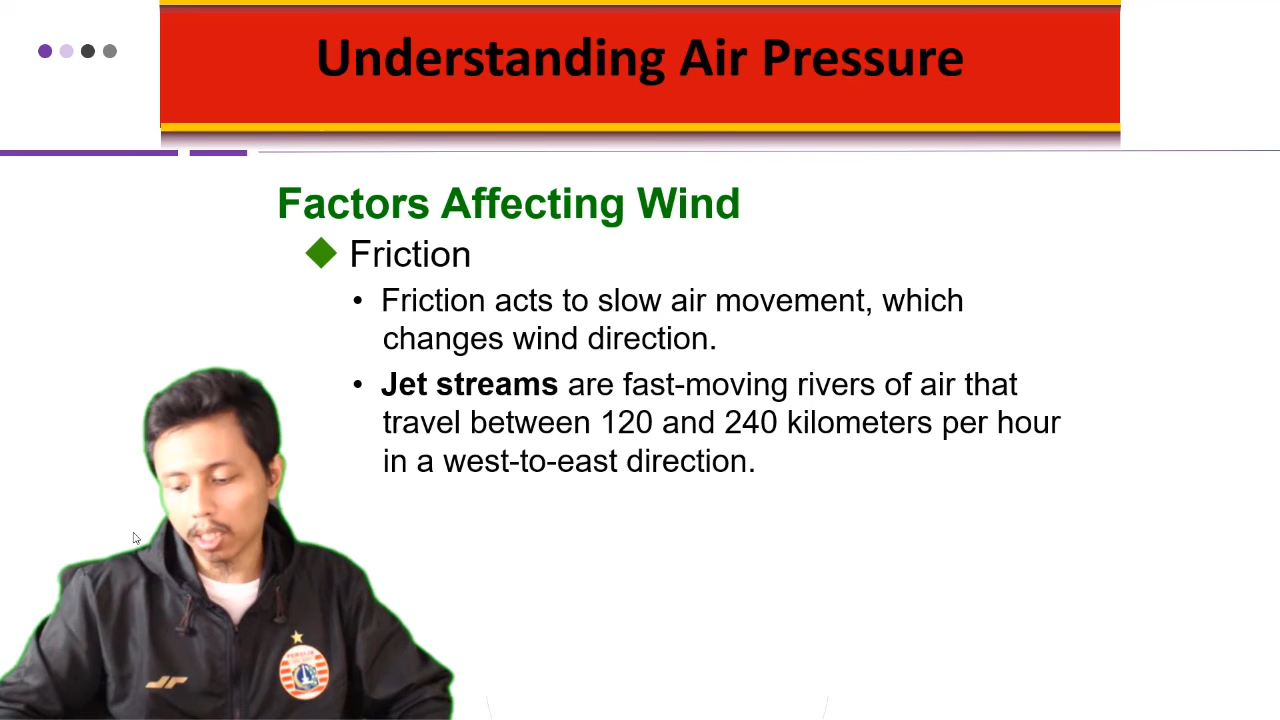 Understanding Air Pressure
Factors Affecting Wind
Friction
• Friction acts to slow air movement, which
changes wind direction.
• Jet streams are fast-moving rivers of air that
travel between 120 and 240 kilometers per hour
in a west-to-east direction.